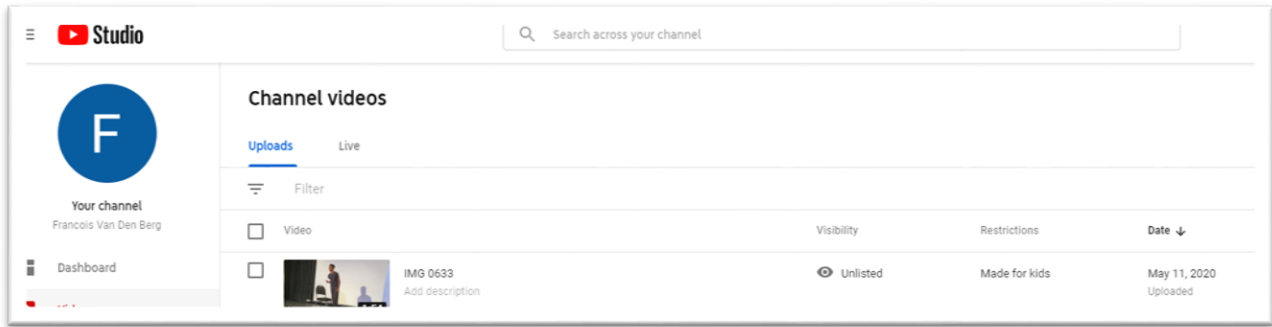 Studio
Search across your channel
Channel videos
Uploads Live
Filter
Your channel
Francois Van Den Berg
Video Visibility Restrictions Date
Dashboard
IMG 0633 Unlisted Made for kids May 11, 2020
Add description Uploaded